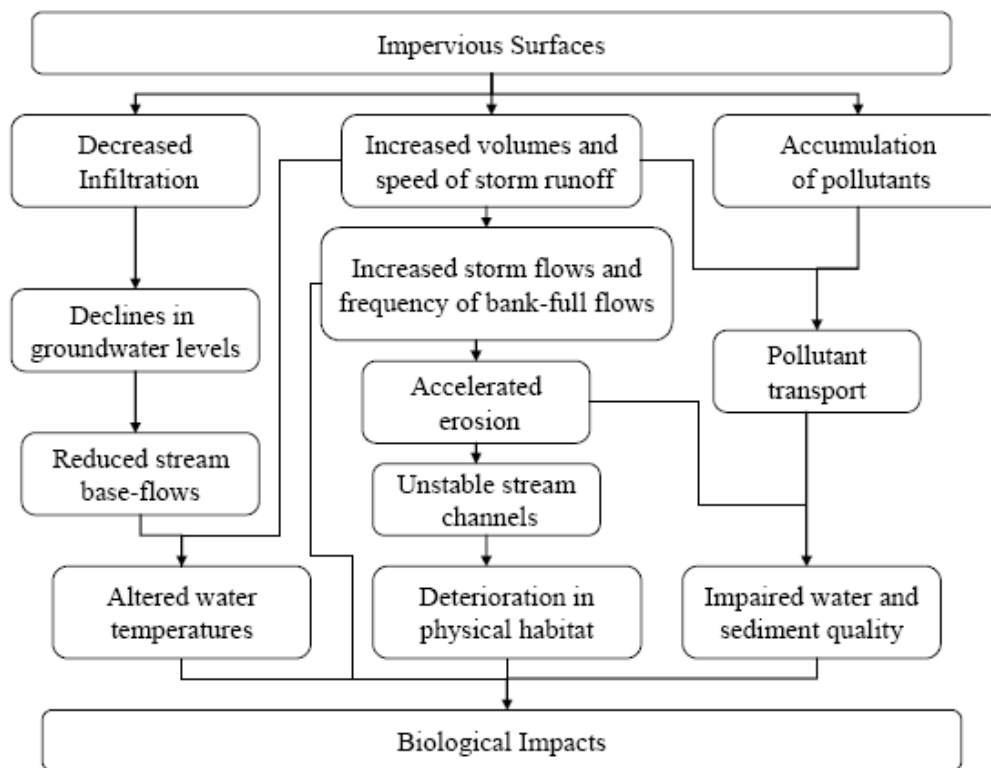 Impervious Surfaces
Decreased
Infiltration
Increased volumes and
speed of storm runoff
Accumulation
of pollutants
Increased storm flows and
frequency of bank-full flows
Declines in
groundwater levels
Pollutant
transport
Accelerated
erosion
Reduced stream
base-flows
Unstable stream
channels
Altered water
temperatures
Deterioration in
physical habitat
Impaired water and
sediment quality
Biological Impacts